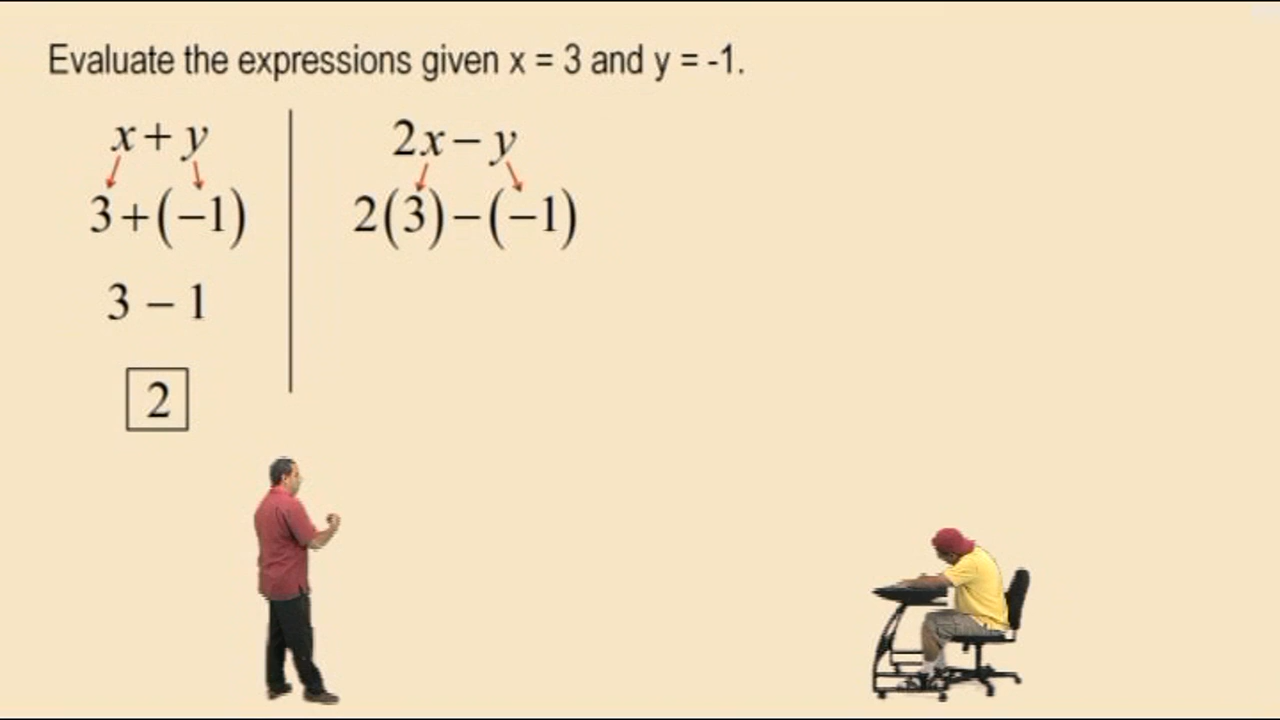 Evaluate the expressions given x = 3 and y = -1.
x + y
3 + (−1)
3 − 1
2
2x − y
2(3) − (−1)